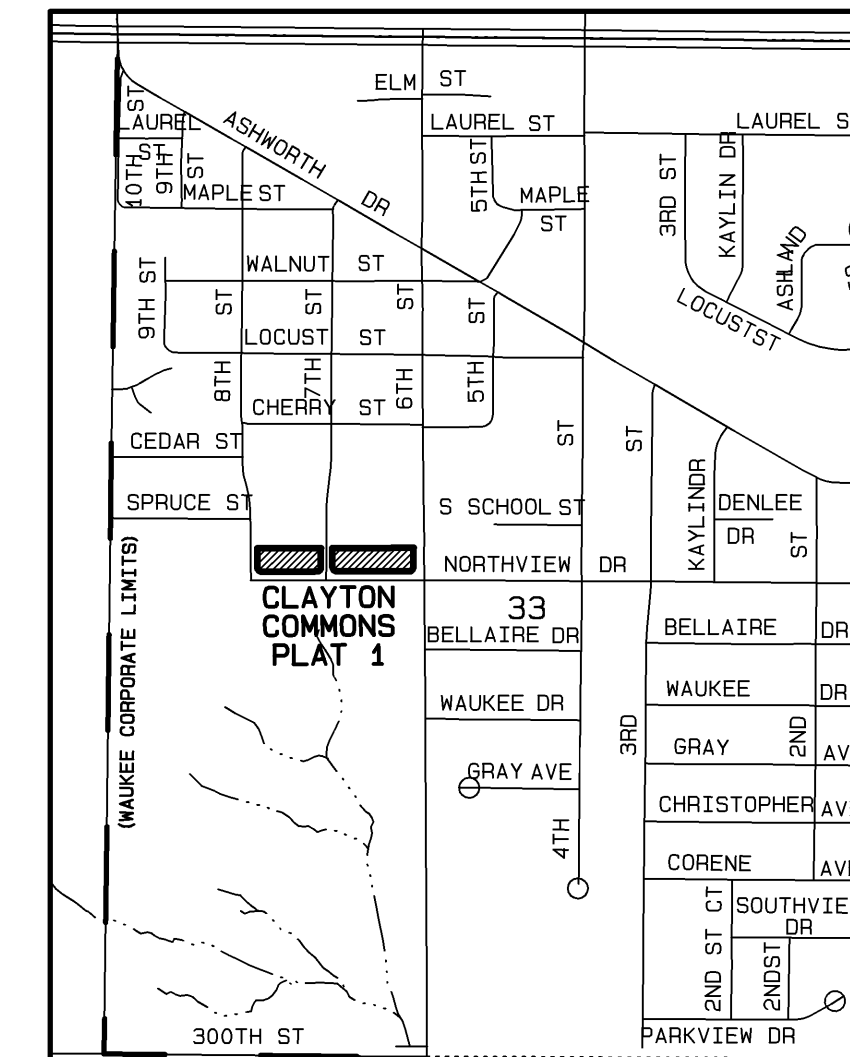 ELM ST
LAUREL ST
LAUREL ST
LAUREL S
ASHWORTH DR
10TH ST
9TH ST
MAPLE ST
5TH ST
MAPLE ST
3RD ST
KAYLIN DR
ASHLAND
LOCUST ST
WALNUT ST
9TH ST
8TH ST
7TH ST
6TH ST
5TH ST
LOCUST ST
CHERRY ST
CEDAR ST
ST
ST
KAYLIN DR
SPRUCE ST
S SCHOOL ST
DENLEE DR
ST
NORTHVIEW DR
(WAUKEE CORPORATE LIMITS)
CLAYTON
COMMONS
PLAT 1
33
BELLAIRE DR
BELLAIRE DR
WAUKEE DR
WAUKEE DR
3RD
2ND
GRAY AVE
GRAY AV
CHRISTOPHER AV
4TH
CORENE AV
2ND ST CT
SOUTHVIE
DR
2ND ST
300TH ST
PARKVIEW DR